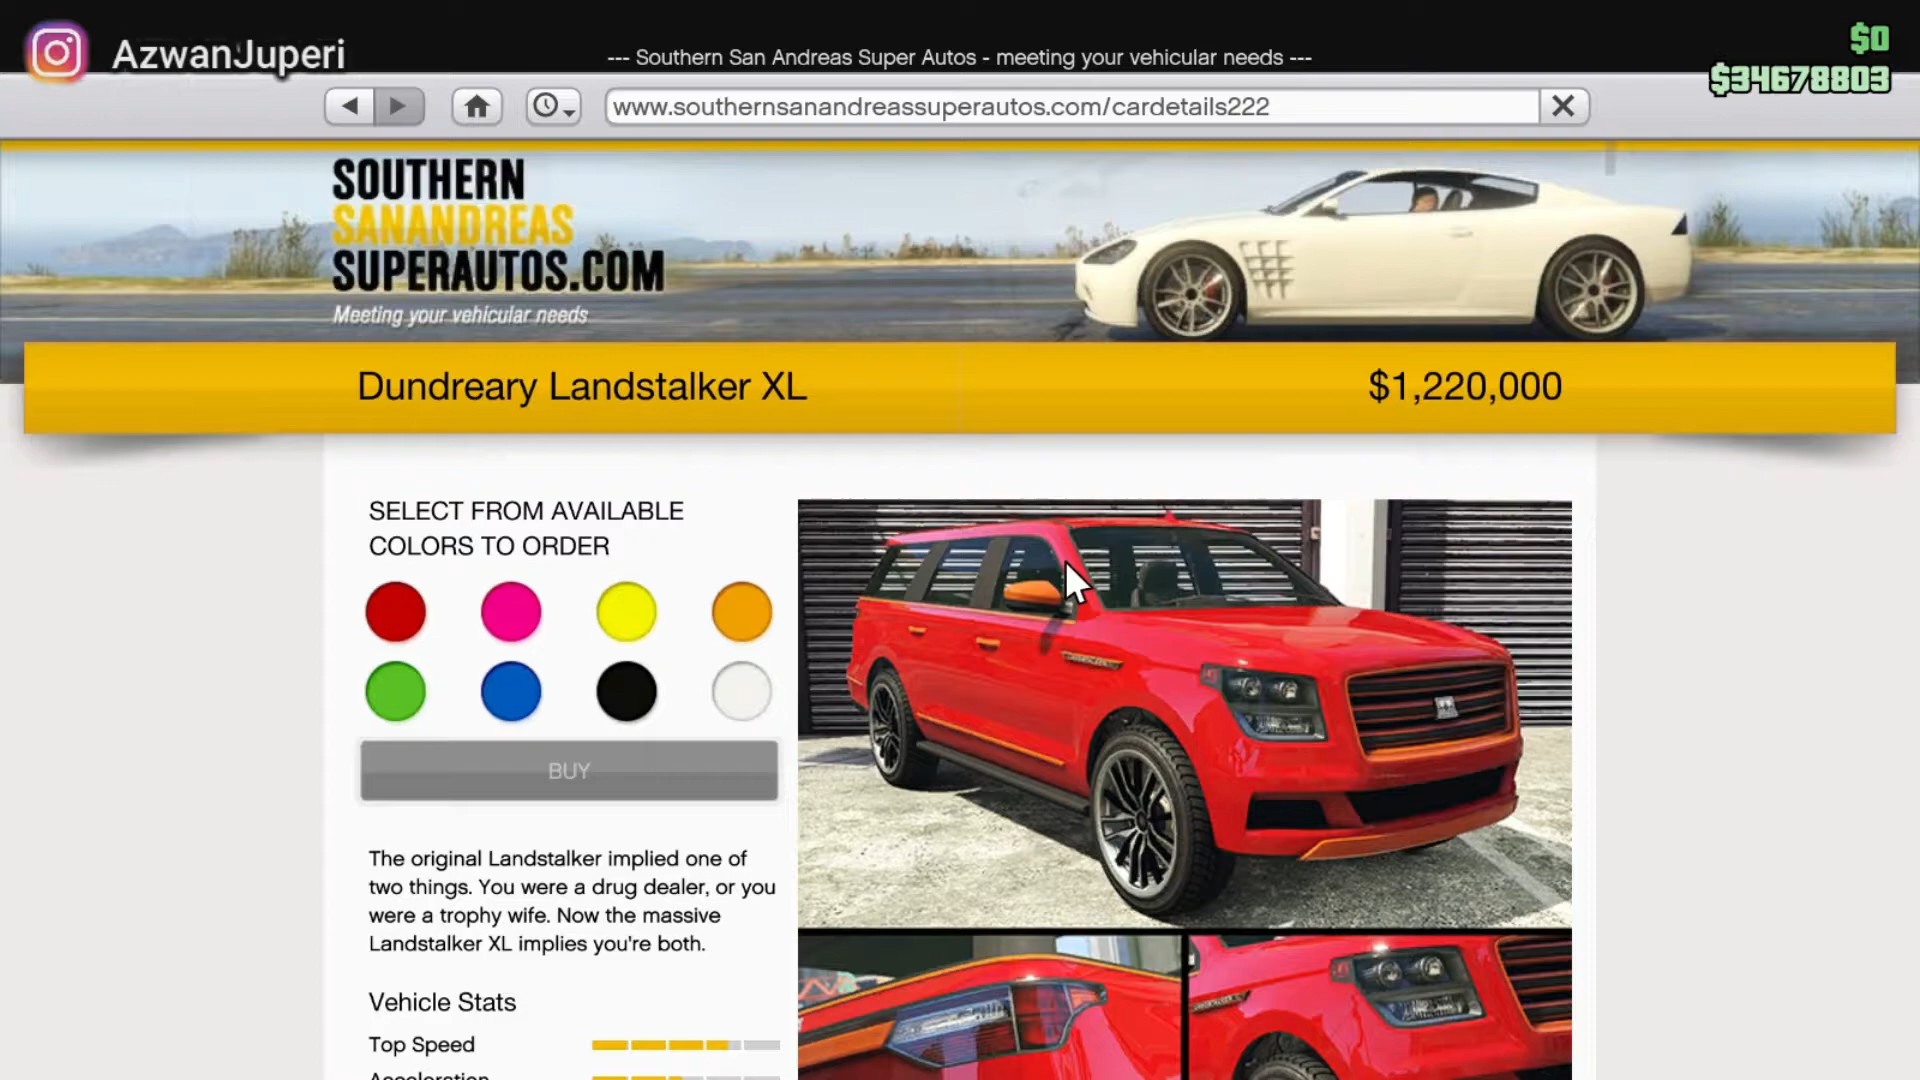 AzwanJuperi
--- Southern San Andreas Super Autos - meeting your vehicular needs ---
$0
$34678803
www.southernsanandreassuperautos.com/cardetails222
SOUTHERN
SANANDREAS
SUPERAUTOS.COM
Meeting your vehicular needs
Dundreary Landstalker XL
$1,220,000
SELECT FROM AVAILABLE
COLORS TO ORDER
BUY
The original Landstalker implied one of
two things. You were a drug dealer, or you
were a trophy wife. Now the massive
Landstalker XL implies you're both.
Vehicle Stats
Top Speed
Acceleration